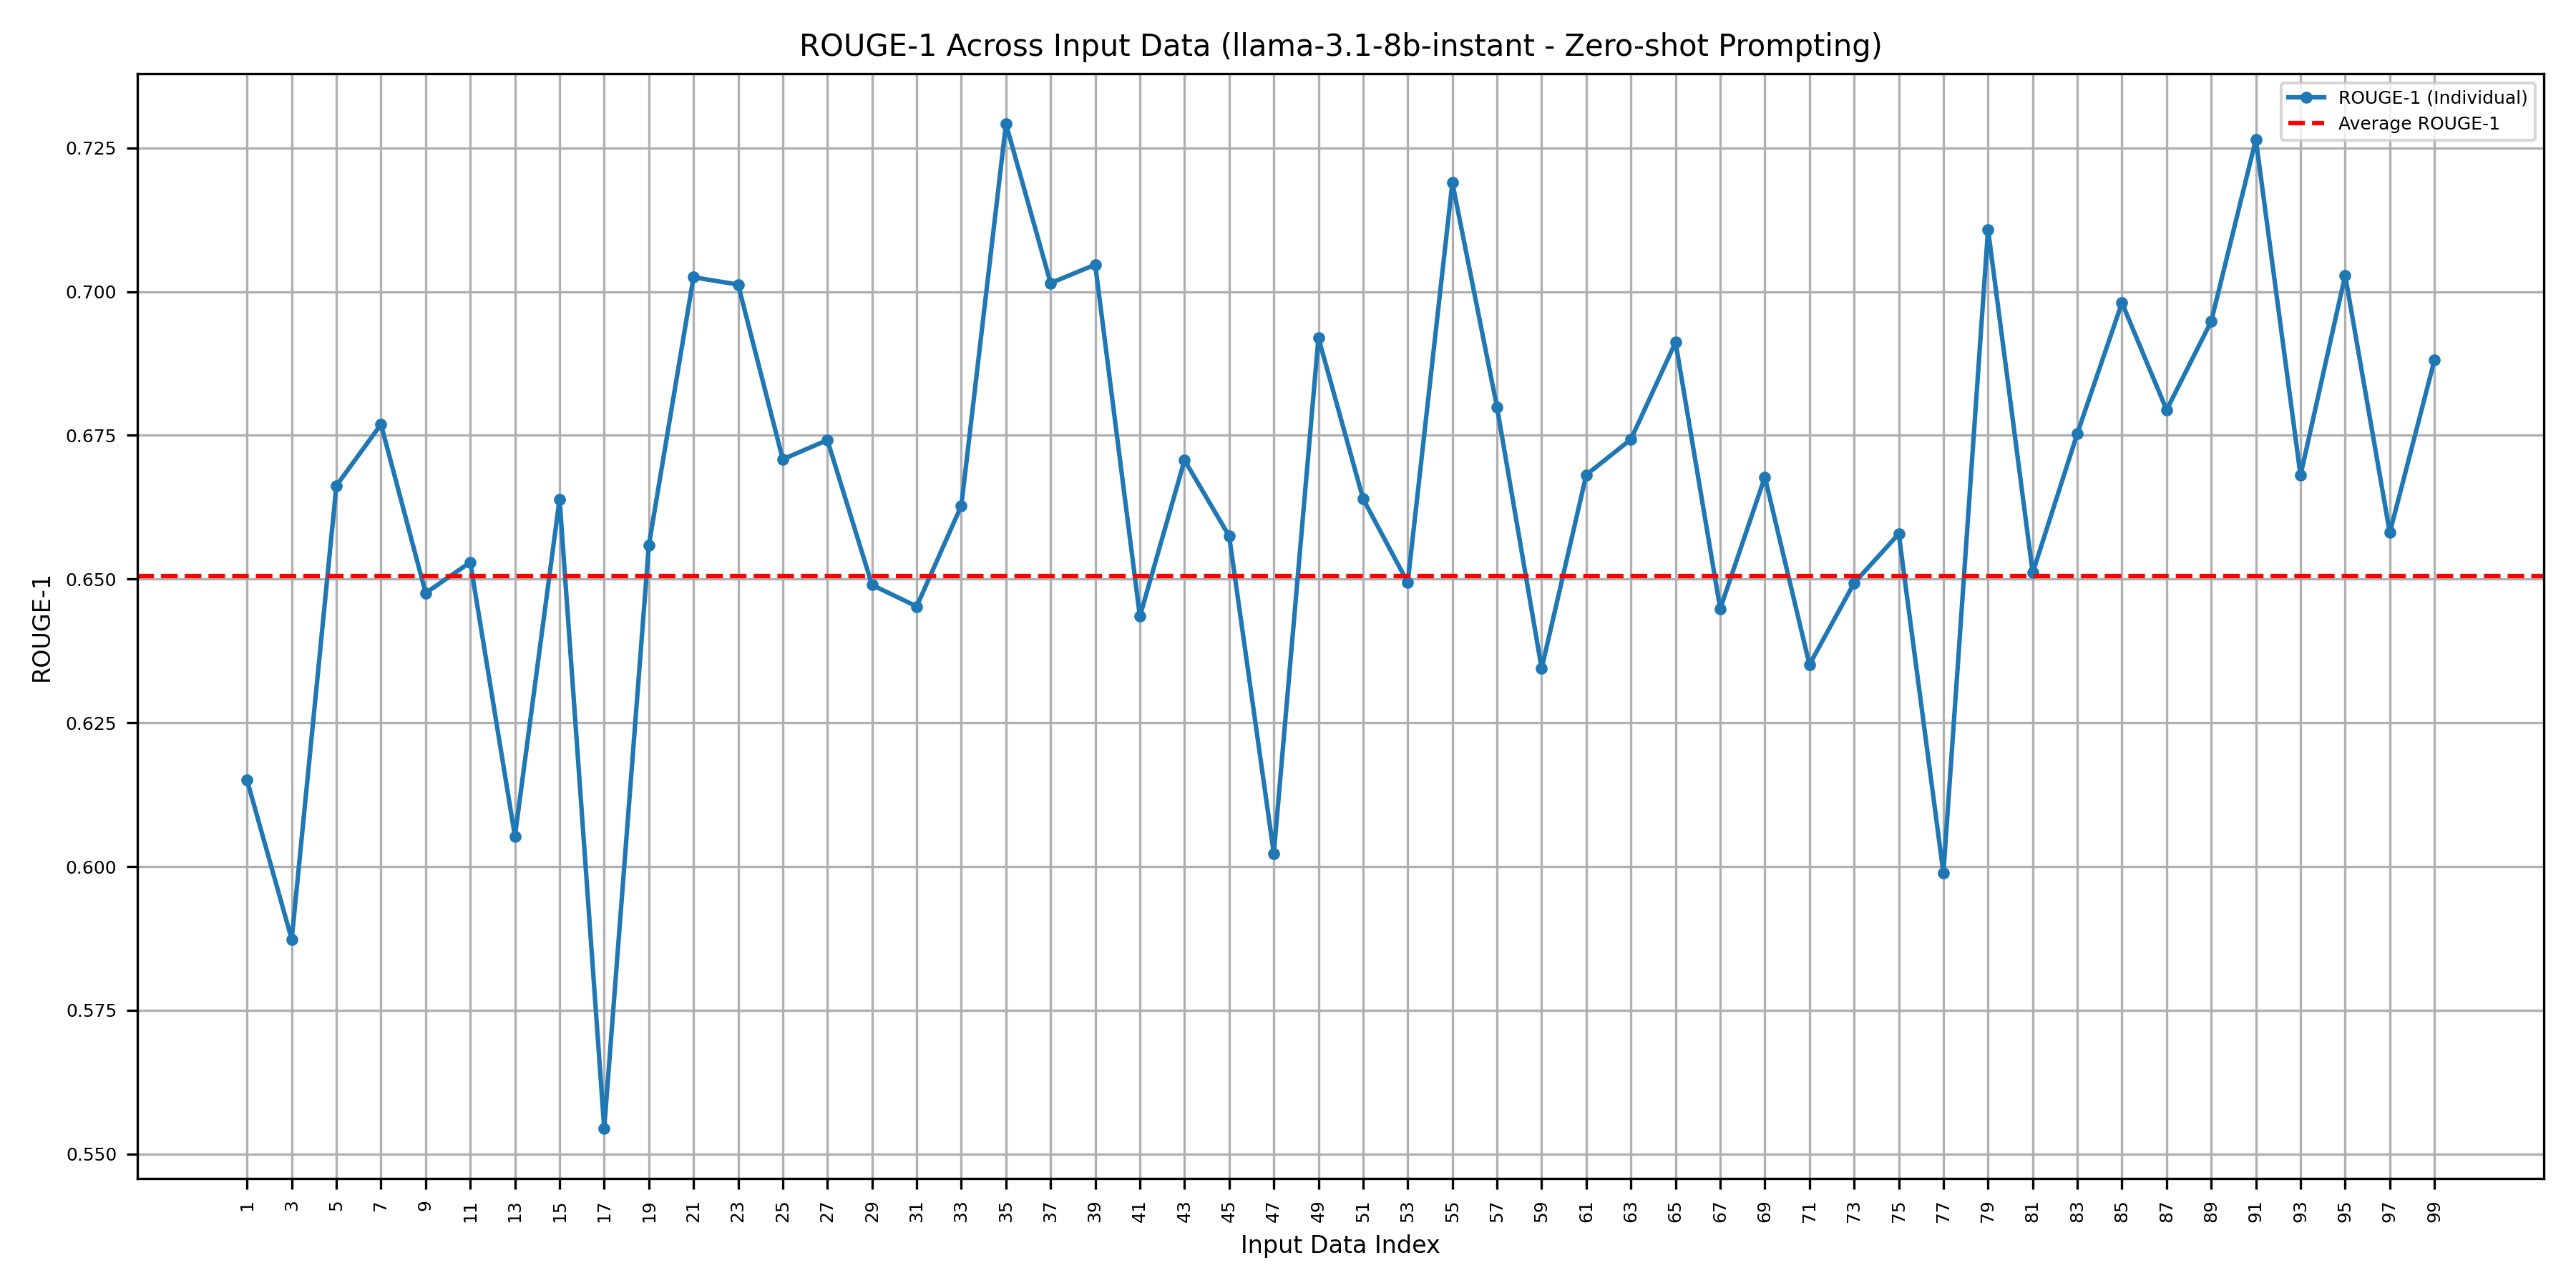 ROUGE-1 Across Input Data (llama-3.1-8b-instant - Zero-shot Prompting)
ROUGE-1 (Individual)
Average ROUGE-1
ROUGE-1
0.725
0.700
0.675
0.650
0.625
0.600
0.575
0.550
1 3 5 7 9 11 13 15 17 19 21 23 25 27 29 31 33 35 37 39 41 43 45 47 49 51 53 55 57 59 61 63 65 67 69 71 73 75 77 79 81 83 85 87 89 91 93 95 97 99
Input Data Index